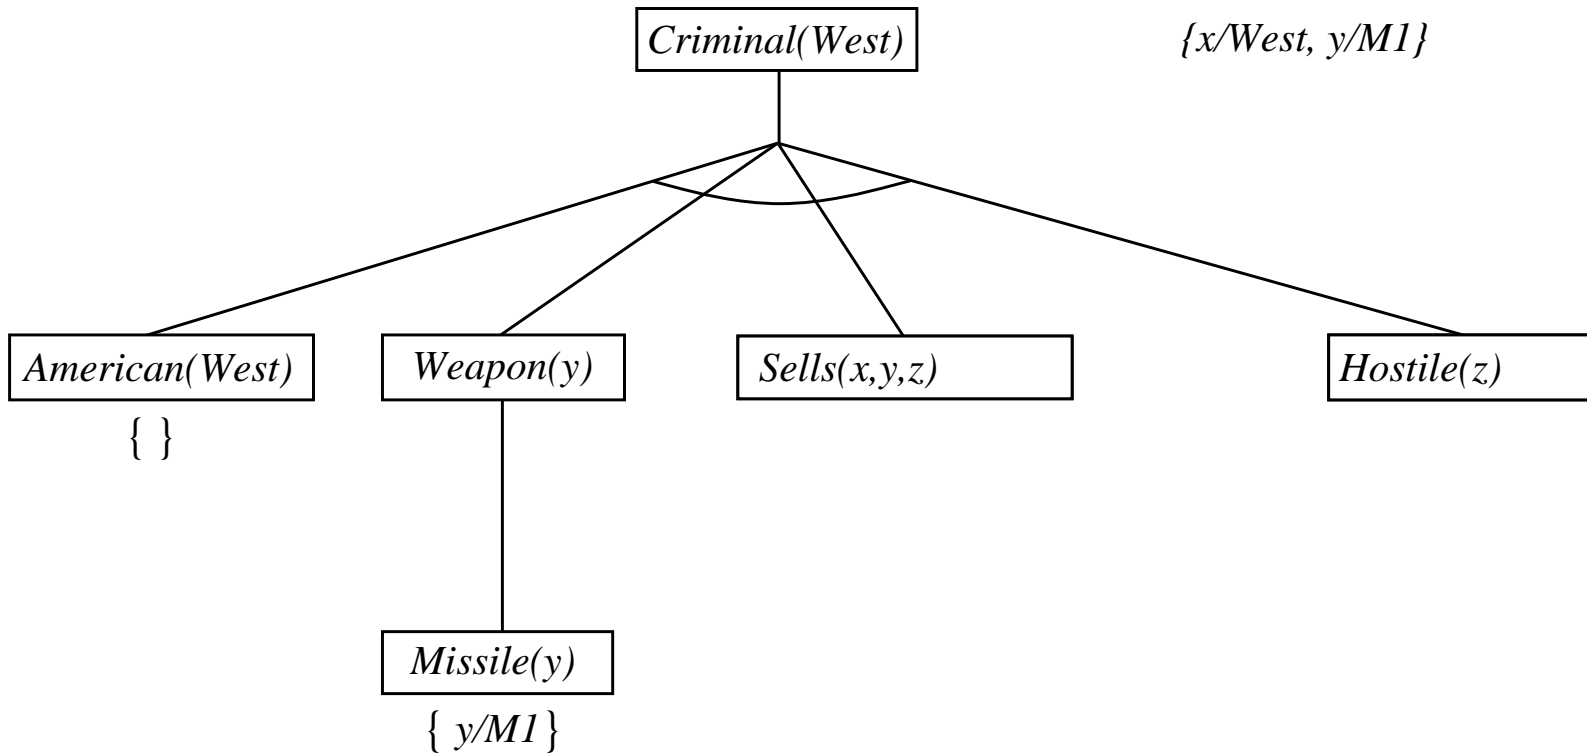 Criminal(West)
{x/West, y/M1}
American(West)
Weapon(y)
Sells(x,y,z)
Hostile(z)
{ }
Missile(y)
{ y/M1 }